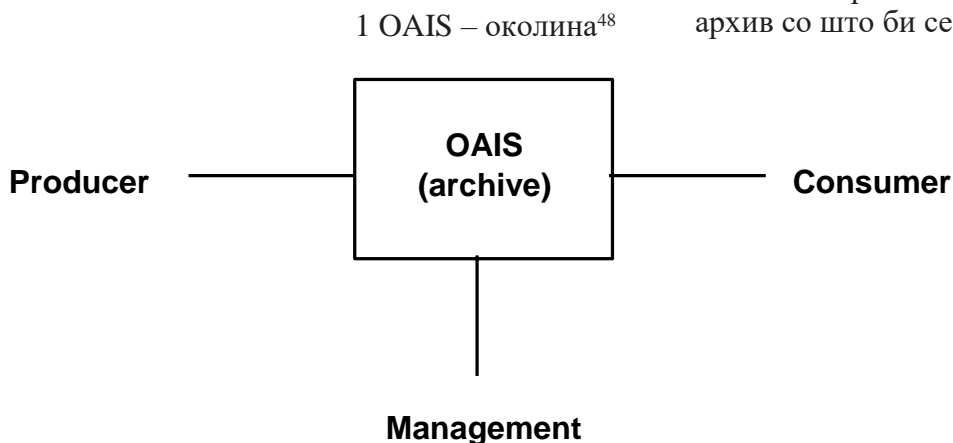 1 OAIS – околина⁴⁸
архив со што би се
OAIS
(archive)
Producer
Consumer
Management